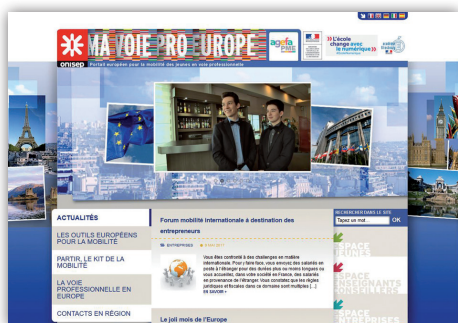 MA VOIE PRO EUROPE
onisep Portail européen pour la mobilité des jeunes en voie professionnelle
agefa
PME
L'école
change avec
le numérique
ACTUALITÉS
LES OUTILS EUROPÉENS
POUR LA MOBILITÉ
PARTIR, LE KIT DE LA
MOBILITÉ
LA VOIE
PROFESSIONNELLE EN
EUROPE
CONTACTS EN RÉGION
Forum mobilité internationale à destination des
entrepreneurs
ENTREPRISES
Vous êtes confronté à des challenges en matière
internationale. Pour y faire face, vous envoyez des salariés en
poste à l'étranger pour des durées plus ou moins longues ou
vous accueillez, dans votre société en France, des salariés
en provenance de l'étranger. Vous constatez que les règles
juridiques et fiscales dans ce domaine sont multiples [...]
EN SAVOIR +
Le joli mois de l'Europe
RECHERCHER DANS LE SITE
Tapez un mot... OK
ESPACE
JEUNES
ESPACE
ENSEIGNANTS
CONSEILLERS
ESPACE
ENTREPRISES